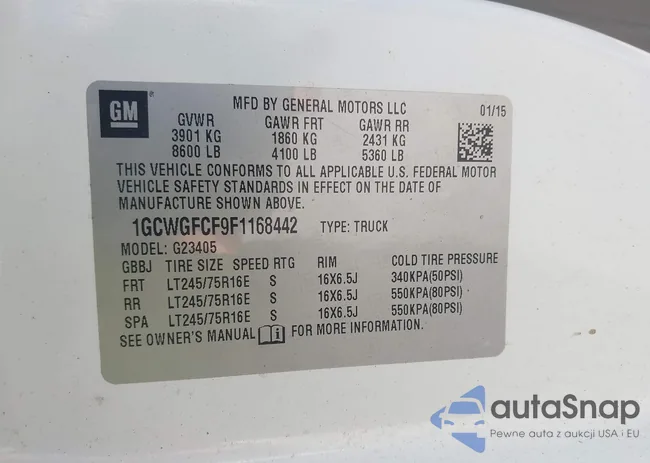 GM
MFD BY GENERAL MOTORS LLC 01/15
GVWR GAWR FRT GAWR RR
3901 KG 1860 KG 2431 KG
8600 LB 4100 LB 5360 LB
THIS VEHICLE CONFORMS TO ALL APPLICABLE U.S. FEDERAL MOTOR
VEHICLE SAFETY STANDARDS IN EFFECT ON THE DATE OF
MANUFACTURE SHOWN ABOVE.
1GCWGFCF9F1168442 TYPE: TRUCK
MODEL: G23405
GBBJ TIRE SIZE SPEED RTG RIM COLD TIRE PRESSURE
FRT LT245/75R16E S 16X6.5J 340KPA(50PSI)
RR LT245/75R16E S 16X6.5J 550KPA(80PSI)
SPA LT245/75R16E S 16X6.5J 550KPA(80PSI)
SEE OWNER'S MANUAL i FOR MORE INFORMATION.
autaSnap
Pewne auta z aukcji USA i EU